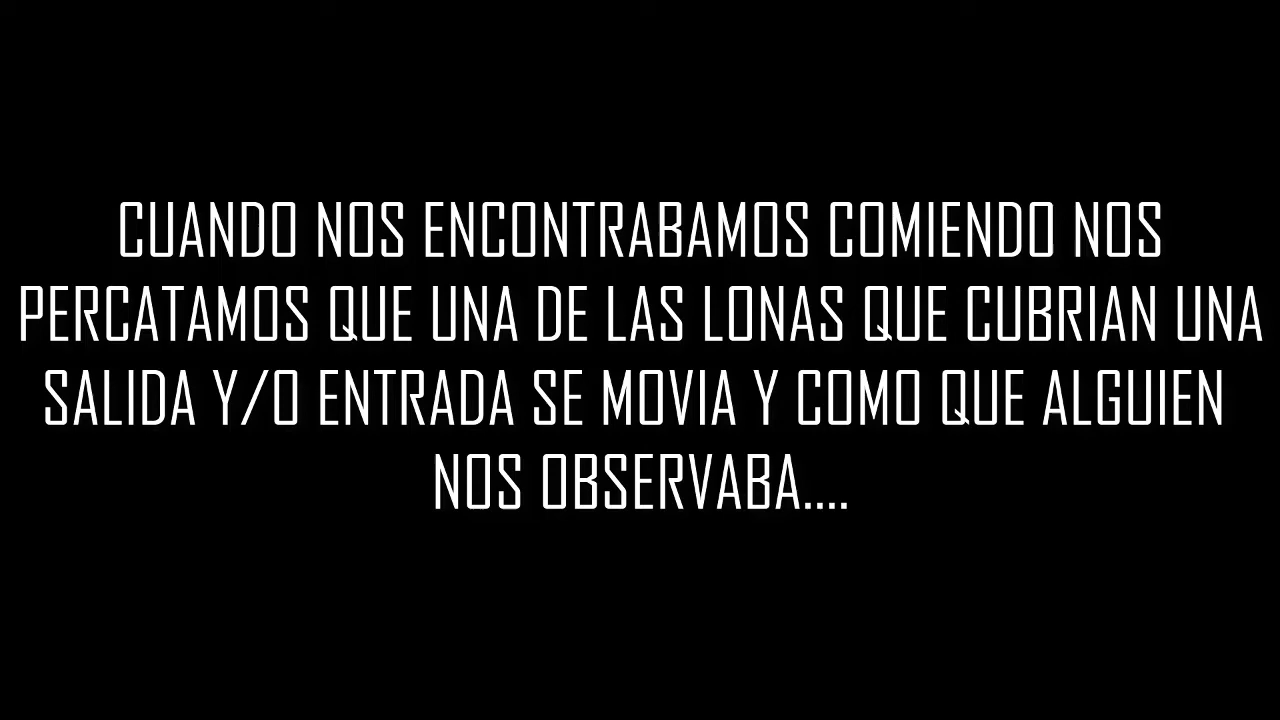 CUANDO NOS ENCONTRABAMOS COMIENDO NOS
PERCATAMOS QUE UNA DE LAS LONAS QUE CUBRIAN UNA
SALIDA Y/O ENTRADA SE MOVIA Y COMO QUE ALGUIEN
NOS OBSERVABA....